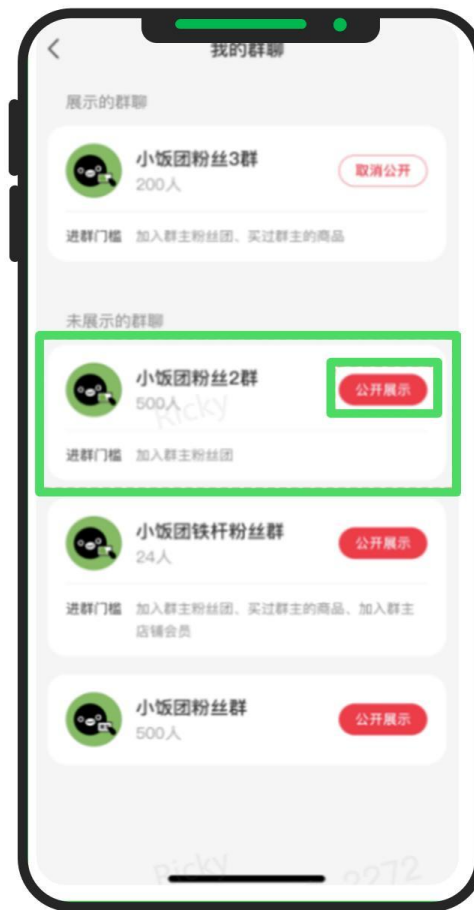 我的群聊
展示的群聊
小饭团粉丝3群
取消公开
200人
进群门槛 加入群主粉丝团、买过群主的商品
未展示的群聊
小饭团粉丝2群
公开展示
500人
Ricky
进群门槛 加入群主粉丝团
小饭团铁杆粉丝群
公开展示
24人
进群门槛 加入群主粉丝团、买过群主的商品、加入群主
店铺会员
小饭团粉丝群
公开展示
500人
Ricky
2272